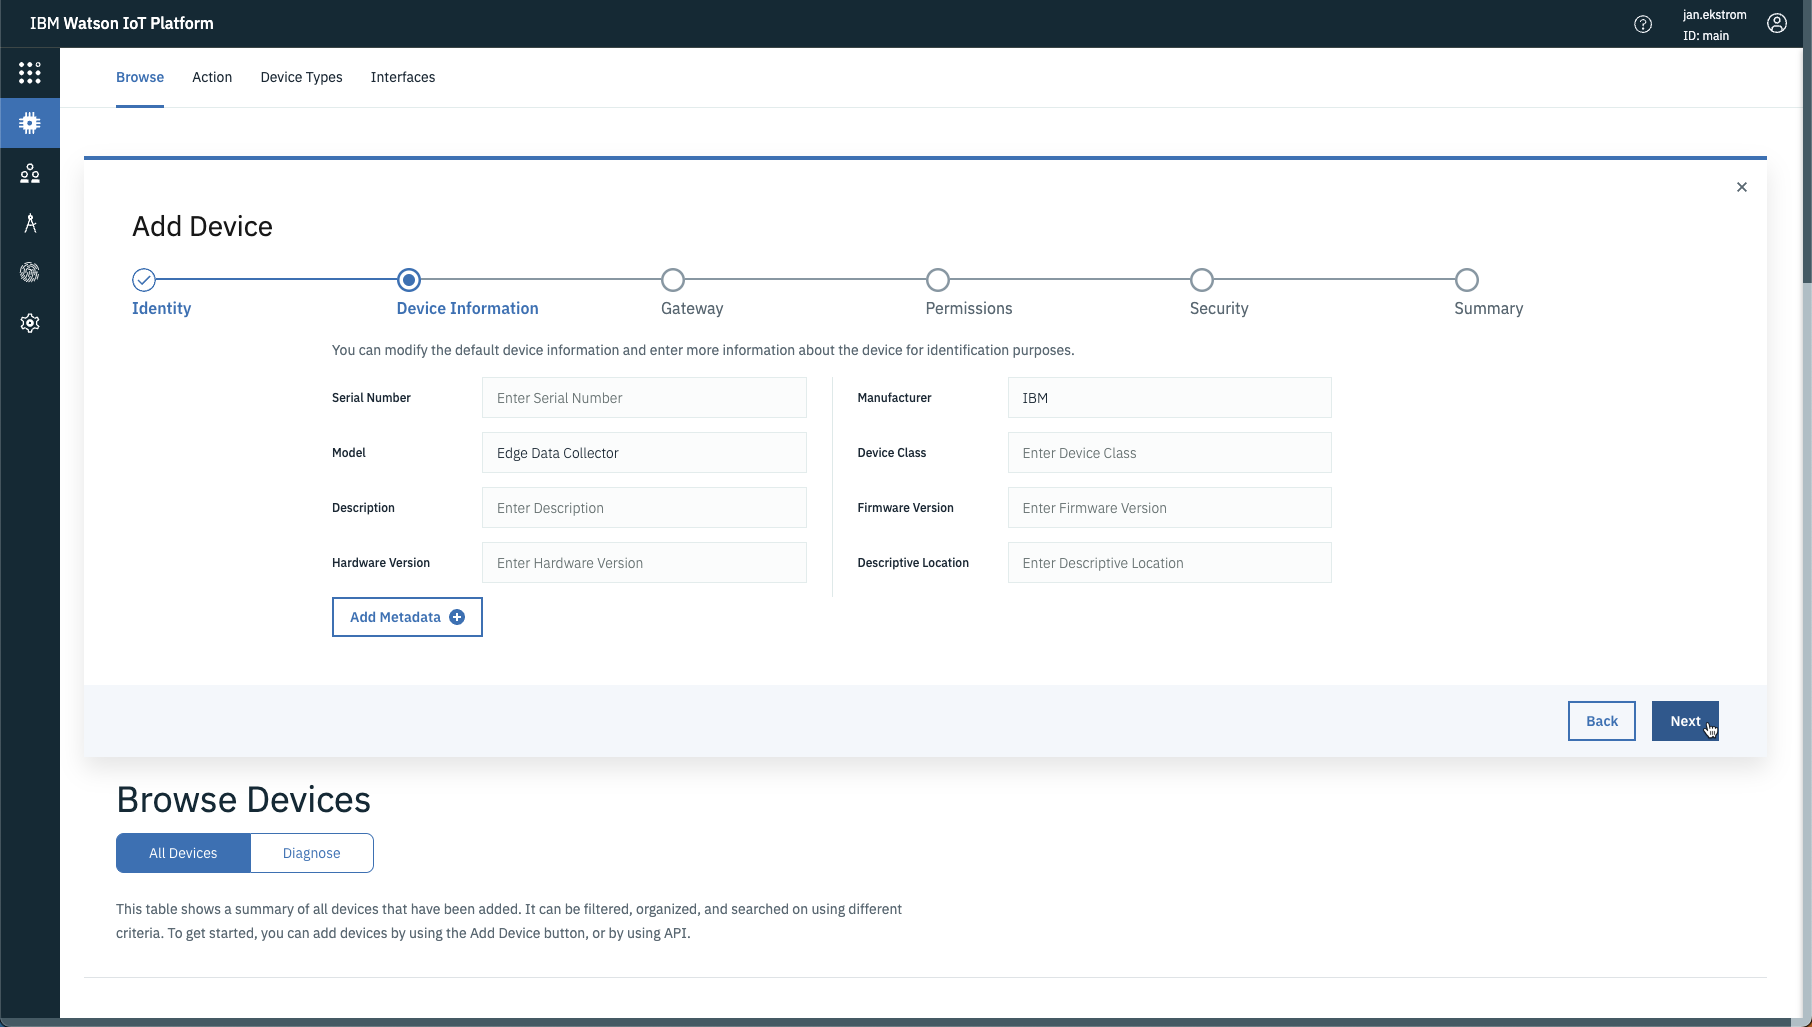 IBM Watson IoT Platform
jan.ekstrom
ID: main
Browse Action Device Types Interfaces
Add Device
Identity Device Information Gateway Permissions Security Summary
You can modify the default device information and enter more information about the device for identification purposes.
Serial Number Enter Serial Number Manufacturer IBM
Model Edge Data Collector Device Class Enter Device Class
Description Enter Description Firmware Version Enter Firmware Version
Hardware Version Enter Hardware Version Descriptive Location Enter Descriptive Location
Add Metadata
Back Next
Browse Devices
All Devices Diagnose
This table shows a summary of all devices that have been added. It can be filtered, organized, and searched on using different
criteria. To get started, you can add devices by using the Add Device button, or by using API.